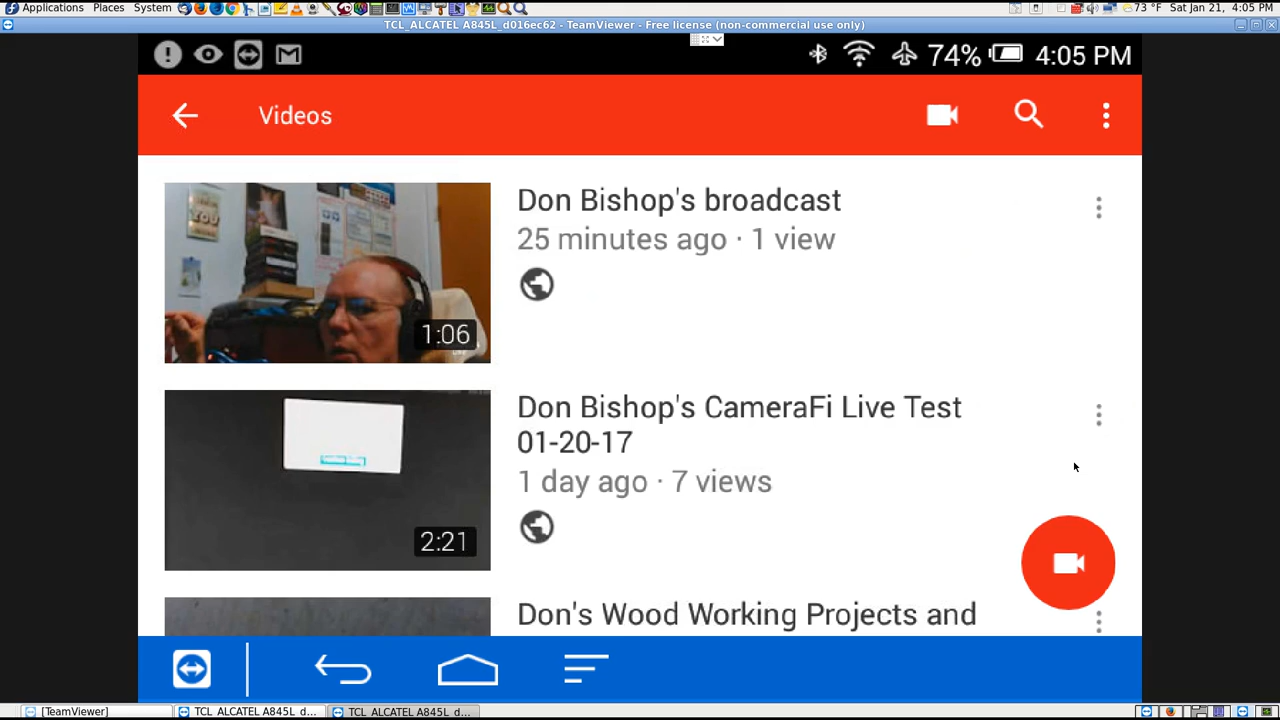 Applications Places System
73 °F Sat Jan 21, 4:05 PM
TCL_ALCATEL A845L_d016ec62 - TeamViewer - Free license (non-commercial use only)
74% 4:05 PM
Videos
YOU
1:06
Don Bishop's broadcast
25 minutes ago · 1 view
2:21
Don Bishop's CameraFi Live Test
01-20-17
1 day ago · 7 views
Don's Wood Working Projects and
[TeamViewer] TCL_ALCATEL A845L_d... TCL_ALCATEL A845L_d...